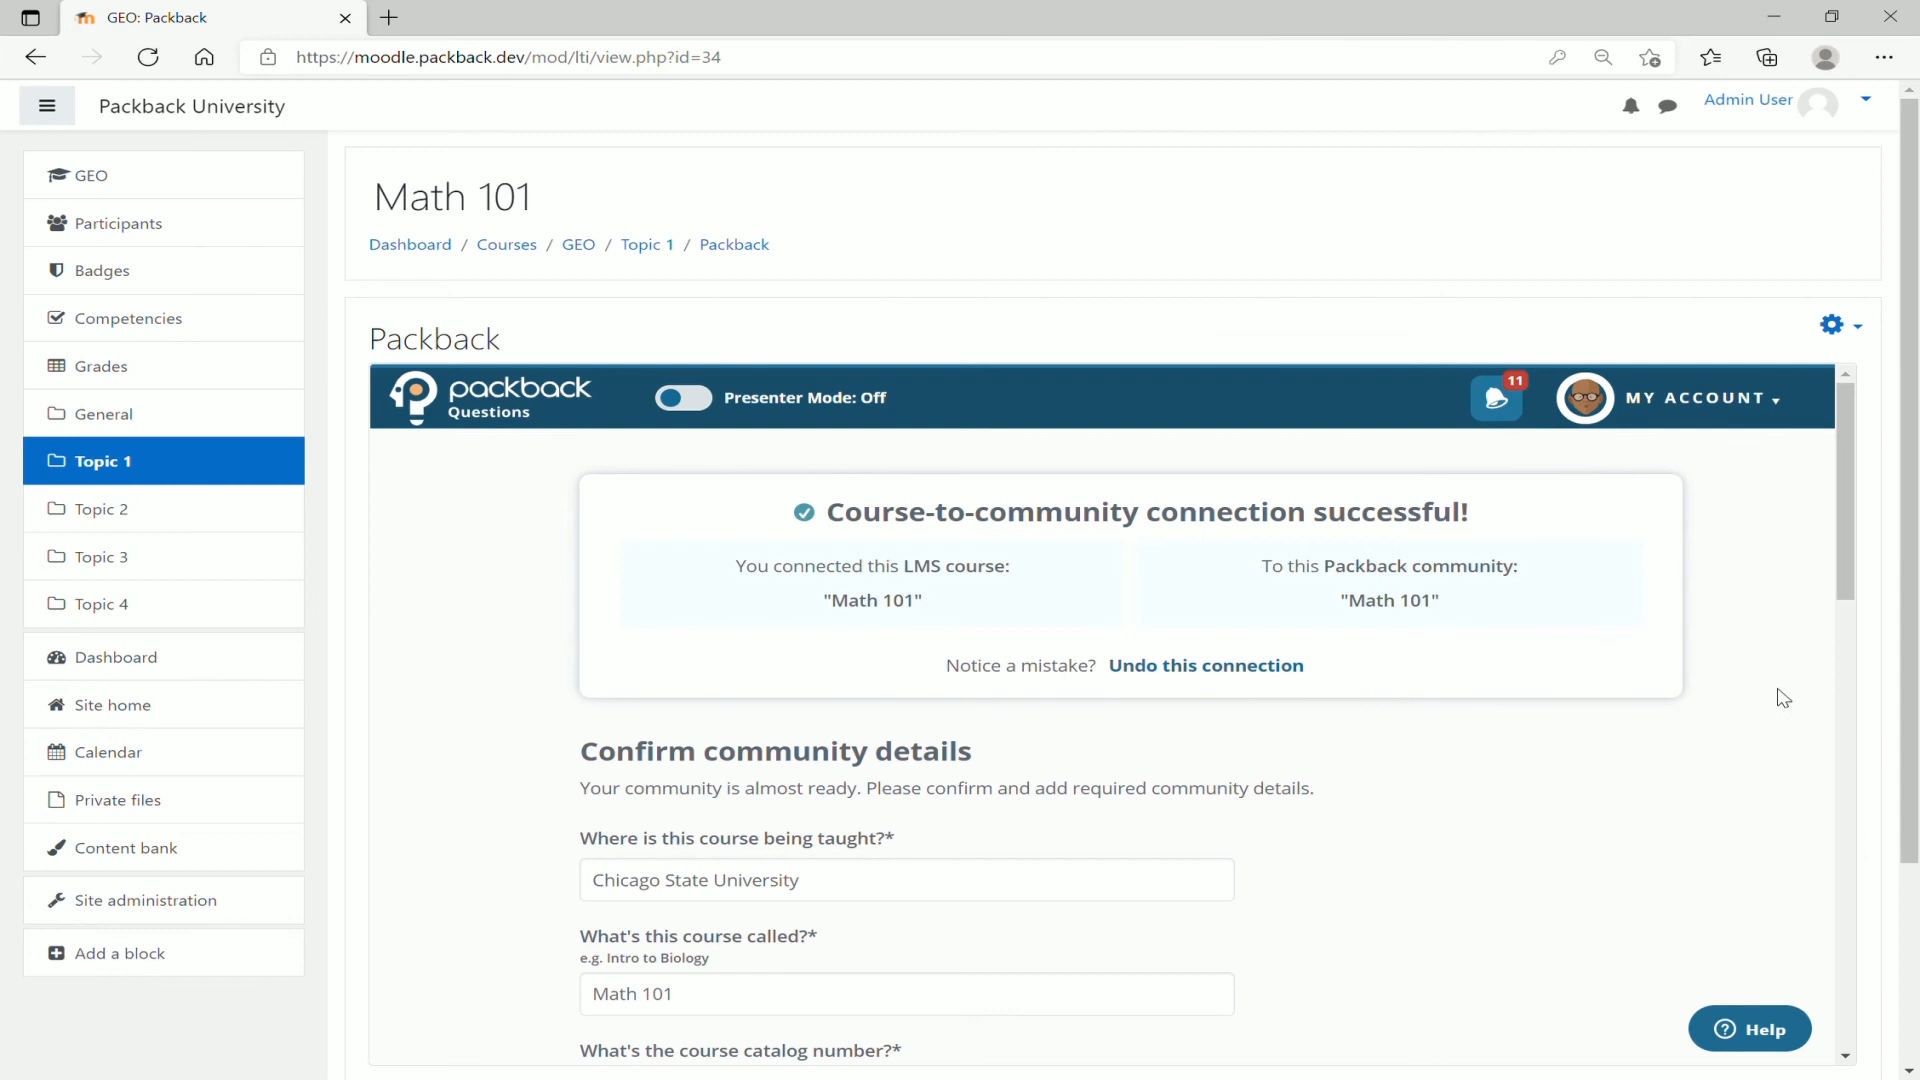 GEO: Packback
https://moodle.packback.dev/mod/lti/view.php?id=34
Packback University
Admin User
GEO
Participants
Badges
Competencies
Grades
General
Topic 1
Topic 2
Topic 3
Topic 4
Dashboard
Site home
Calendar
Private files
Content bank
Site administration
Add a block
Math 101
Dashboard / Courses / GEO / Topic 1 / Packback
Packback
packback
Questions
Presenter Mode: Off
11
MY ACCOUNT
Course-to-community connection successful!
You connected this LMS course:
"Math 101"
To this Packback community:
"Math 101"
Notice a mistake? Undo this connection
Confirm community details
Your community is almost ready. Please confirm and add required community details.
Where is this course being taught?*
Chicago State University
What's this course called?*
e.g. Intro to Biology
Math 101
What's the course catalog number?*
Help